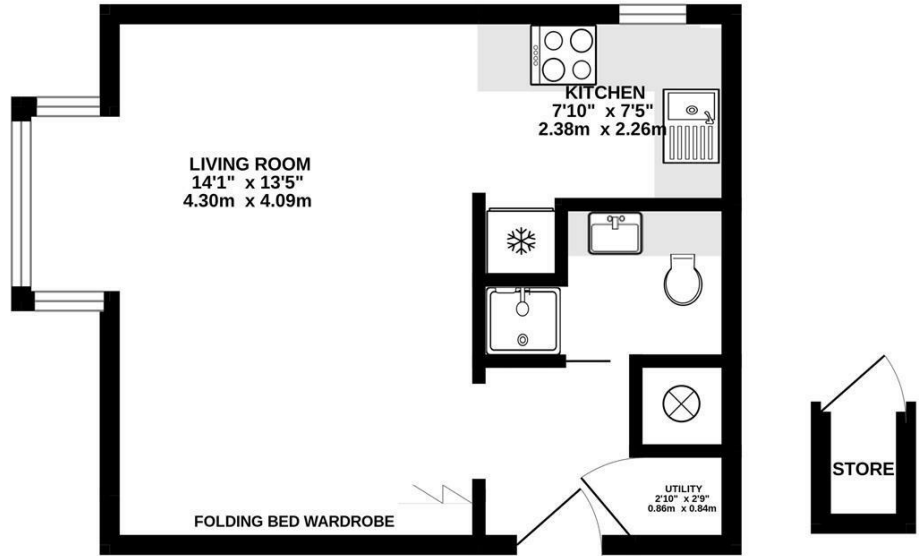 KITCHEN
7'10" x 7'5"
2.38m x 2.26m
LIVING ROOM
14'1" x 13'5"
4.30m x 4.09m
STORE
UTILITY
2'10" x 2'9"
0.86m x 0.84m
FOLDING BED WARDROBE